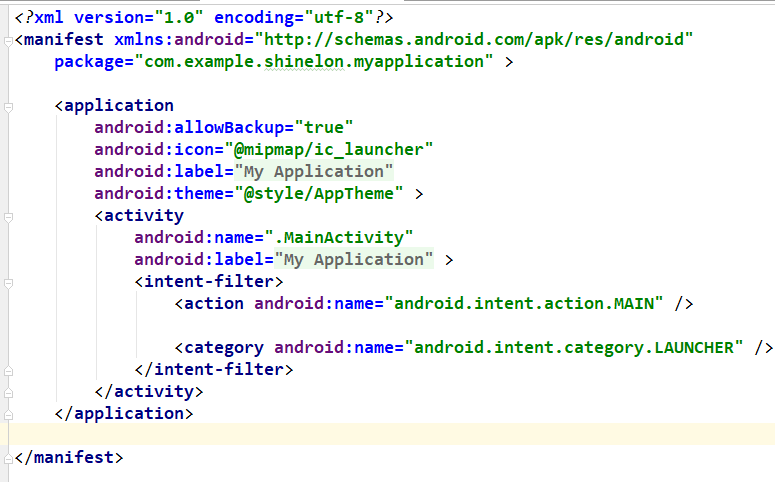 <?xml version="1.0" encoding="utf-8"?>
<manifest xmlns:android="http://schemas.android.com/apk/res/android"
    package="com.example.shinelon.myapplication" >

    <application
        android:allowBackup="true"
        android:icon="@mipmap/ic_launcher"
        android:label="My Application"
        android:theme="@style/AppTheme" >
        <activity
            android:name=".MainActivity"
            android:label="My Application" >
            <intent-filter>
                <action android:name="android.intent.action.MAIN" />

                <category android:name="android.intent.category.LAUNCHER" />
            </intent-filter>
        </activity>
    </application>

</manifest>